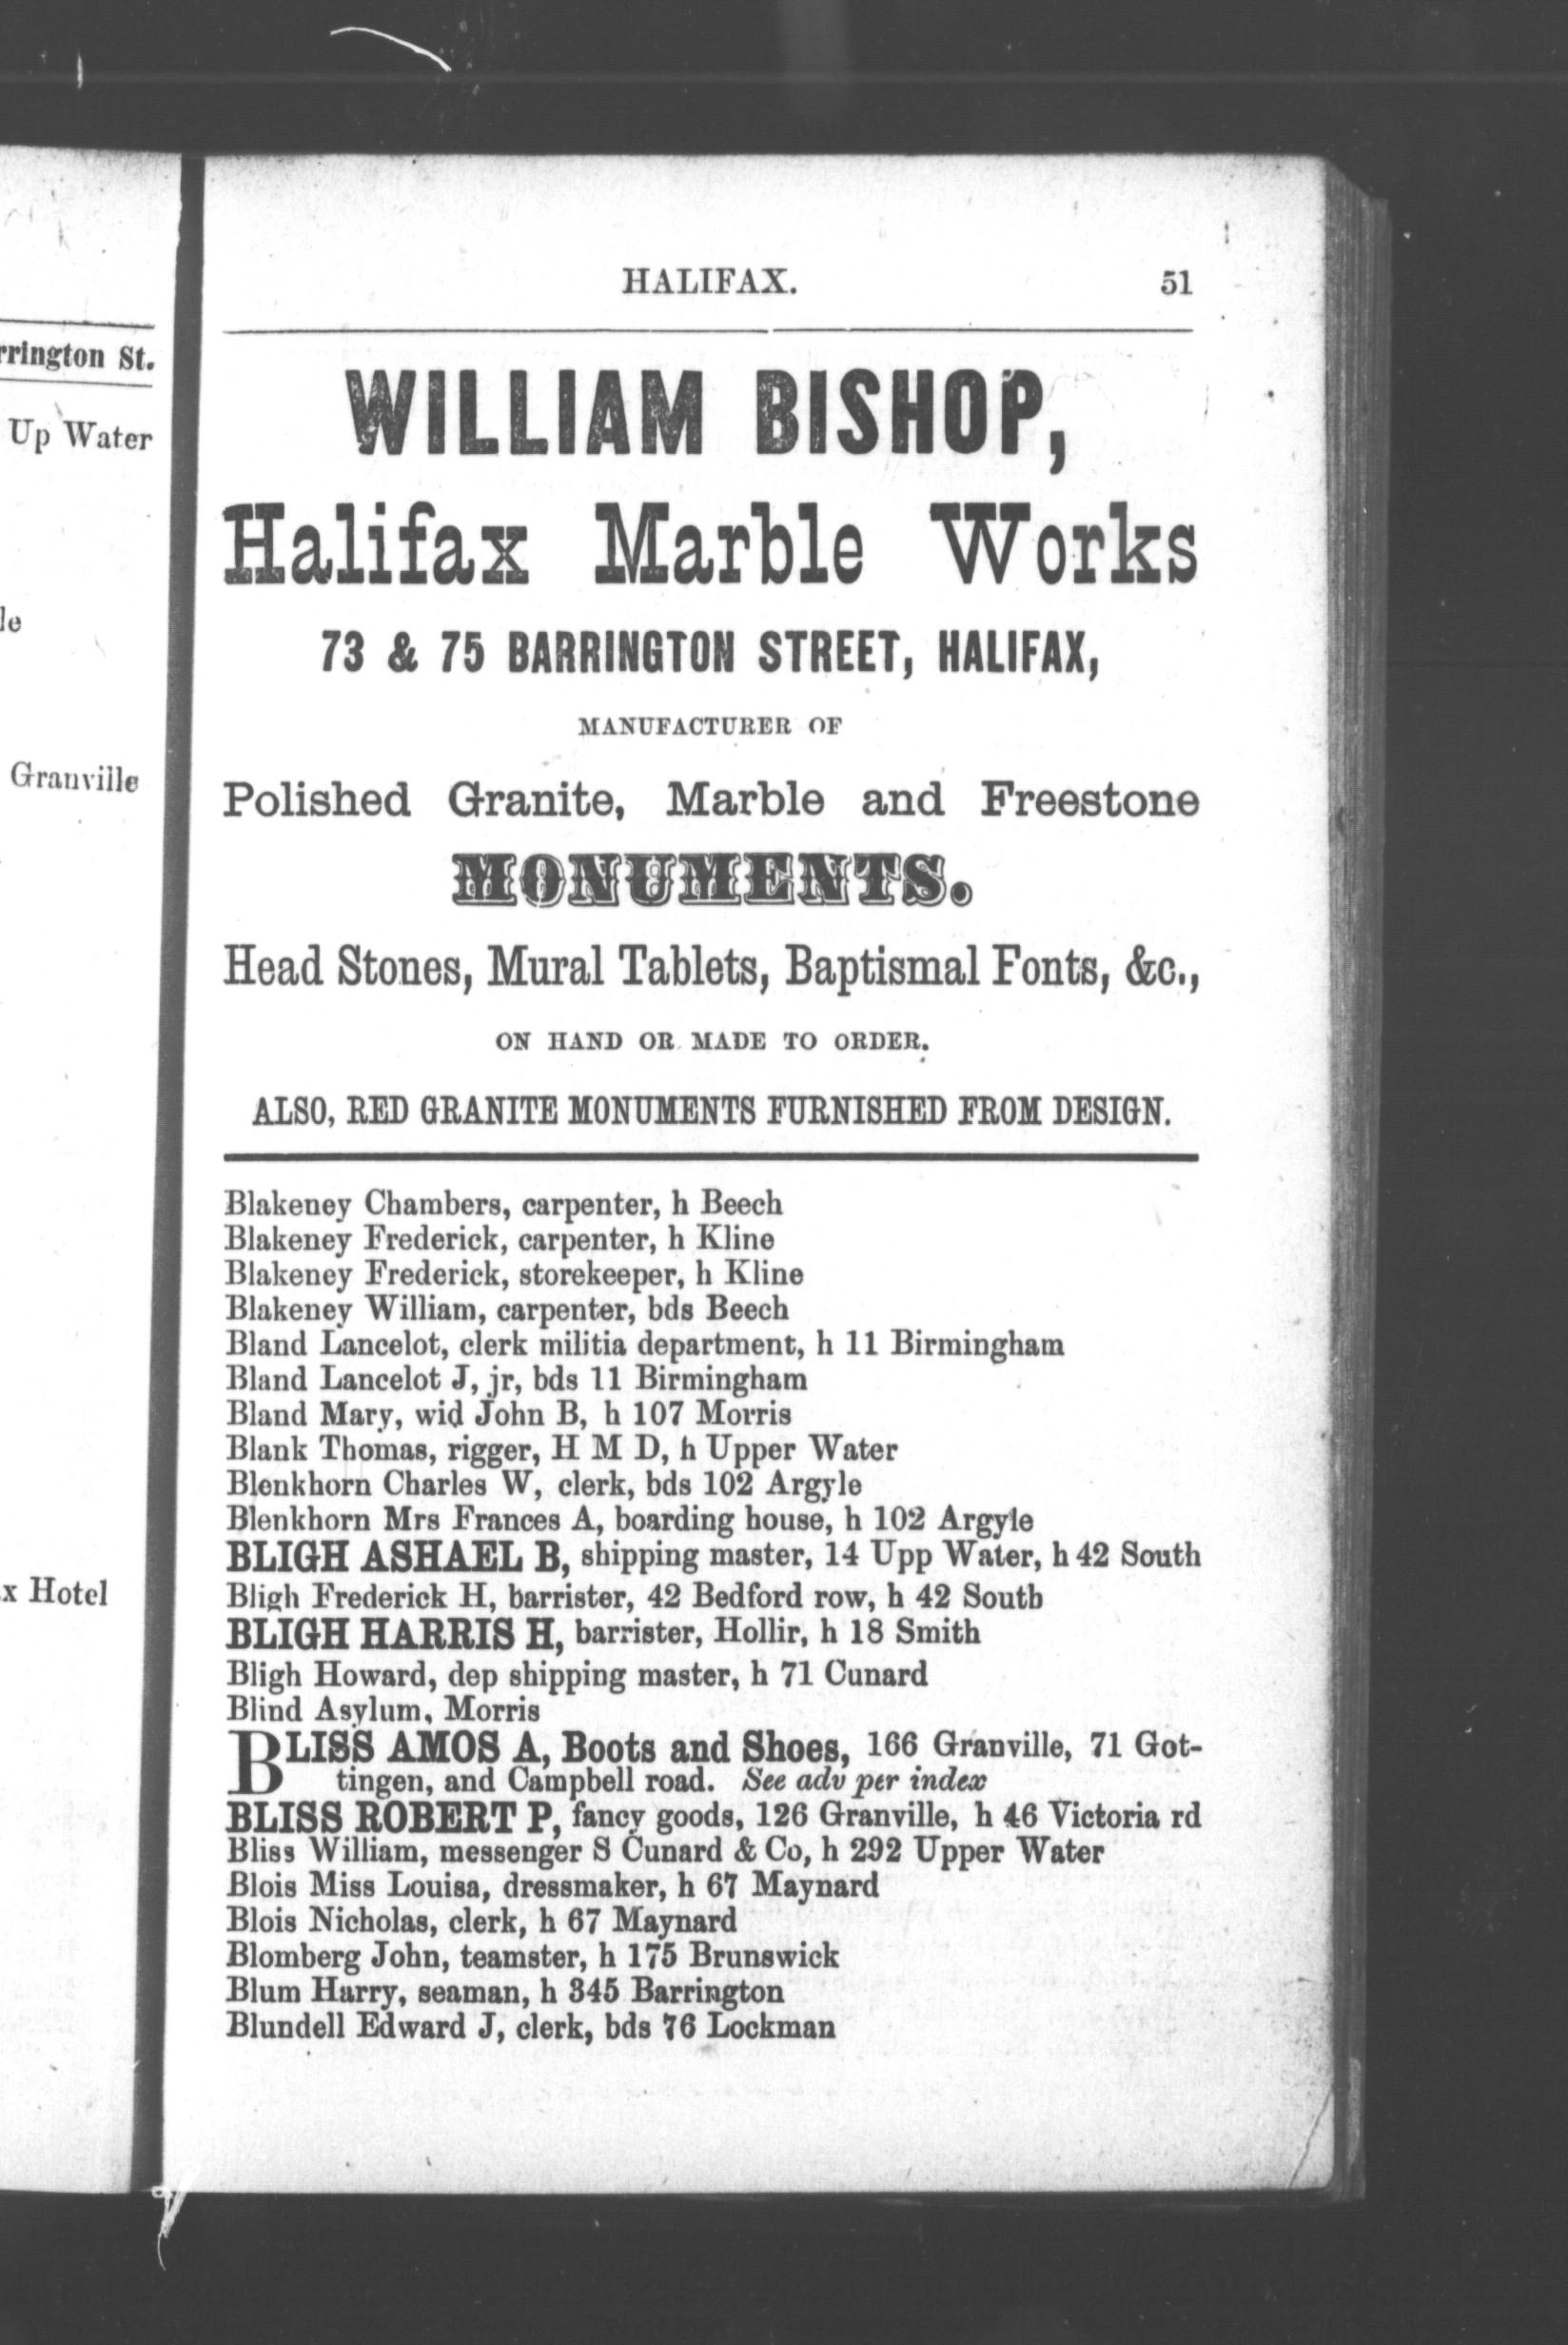 rrington St.
Up Water
Granville
x Hotel
HALIFAX. 51
WILLIAM BISHOP,
Halifax Marble Works
73 & 75 BARRINGTON STREET, HALIFAX,
MANUFACTURER OF
Polished Granite, Marble and Freestone
MONUMENTS.
Head Stones, Mural Tablets, Baptismal Fonts, &c.,
ON HAND OR MADE TO ORDER.
ALSO, RED GRANITE MONUMENTS FURNISHED FROM DESIGN.
Blakeney Chambers, carpenter, h Beech
Blakeney Frederick, carpenter, h Kline
Blakeney Frederick, storekeeper, h Kline
Blakeney William, carpenter, bds Beech
Bland Lancelot, clerk militia department, h 11 Birmingham
Bland Lancelot J, jr, bds 11 Birmingham
Bland Mary, wid John B, h 107 Morris
Blank Thomas, rigger, H M D, h Upper Water
Blenkhorn Charles W, clerk, bds 102 Argyle
Blenkhorn Mrs Frances A, boarding house, h 102 Argyle
BLIGH ASHAEL B, shipping master, 14 Upp Water, h 42 South
Bligh Frederick H, barrister, 42 Bedford row, h 42 South
BLIGH HARRIS H, barrister, Hollir, h 18 Smith
Bligh Howard, dep shipping master, h 71 Cunard
Blind Asylum, Morris
BLISS AMOS A, Boots and Shoes, 166 Granville, 71 Got-
tingen, and Campbell road. See adv per index
BLISS ROBERT P, fancy goods, 126 Granville, h 46 Victoria rd
Bliss William, messenger S Cunard & Co, h 292 Upper Water
Blois Miss Louisa, dressmaker, h 67 Maynard
Blois Nicholas, clerk, h 67 Maynard
Blomberg John, teamster, h 175 Brunswick
Blum Harry, seaman, h 345 Barrington
Blundell Edward J, clerk, bds 76 Lockman